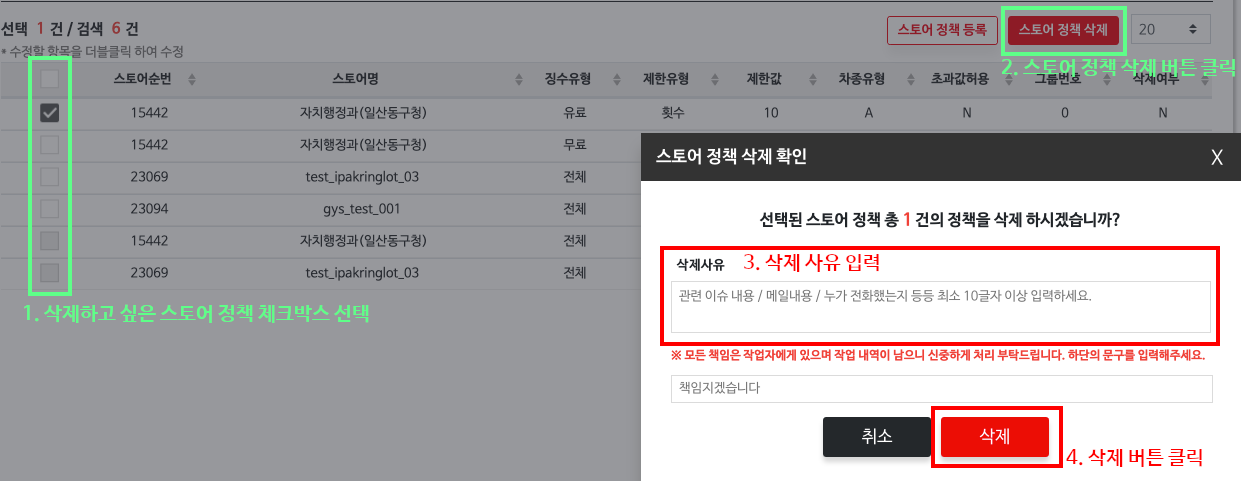 선택 1 건 / 검색 6 건
스토어 정책 등록 스토어 정책 삭제 20
* 수정할 항목을 더블클릭 하여 수정
2. 스토어 정책 삭제 버튼 클릭
스토어순번 스토어명 징수유형 제한유형 제한값 차종유형 초과값허용 그룹번호 삭제여부
15442 자치행정과(일산동구청) 유료 횟수 10 A N 0 N
15442 자치행정과(일산동구청) 무료
23069 test_ipakringlot_03 전체
23094 gys_test_001 전체
15442 자치행정과(일산동구청) 전체
23069 test_ipakringlot_03 전체
1. 삭제하고 싶은 스토어 정책 체크박스 선택
스토어 정책 삭제 확인 X
선택된 스토어 정책 총 1 건의 정책을 삭제 하시겠습니까?
삭제사유 3. 삭제 사유 입력
관련 이슈 내용 / 메일내용 / 누가 전화했는지 등등 최소 10글자 이상 입력하세요.
※ 모든 책임은 작업자에게 있으며 작업 내역이 남으니 신중하게 처리 부탁드립니다. 하단의 문구를 입력해주세요.
책임지겠습니다
취소 삭제
4. 삭제 버튼 클릭